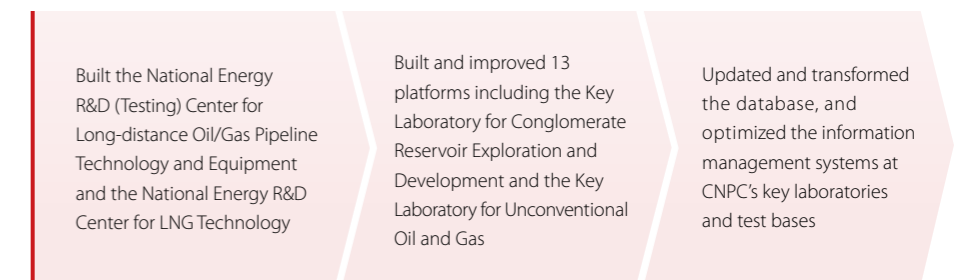 Built the National Energy
R&D (Testing) Center for
Long-distance Oil/Gas Pipeline
Technology and Equipment
and the National Energy R&D
Center for LNG Technology
Built and improved 13
platforms including the Key
Laboratory for Conglomerate
Reservoir Exploration and
Development and the Key
Laboratory for Unconventional
Oil and Gas
Updated and transformed
the database, and
optimized the information
management systems at
CNPC's key laboratories
and test bases